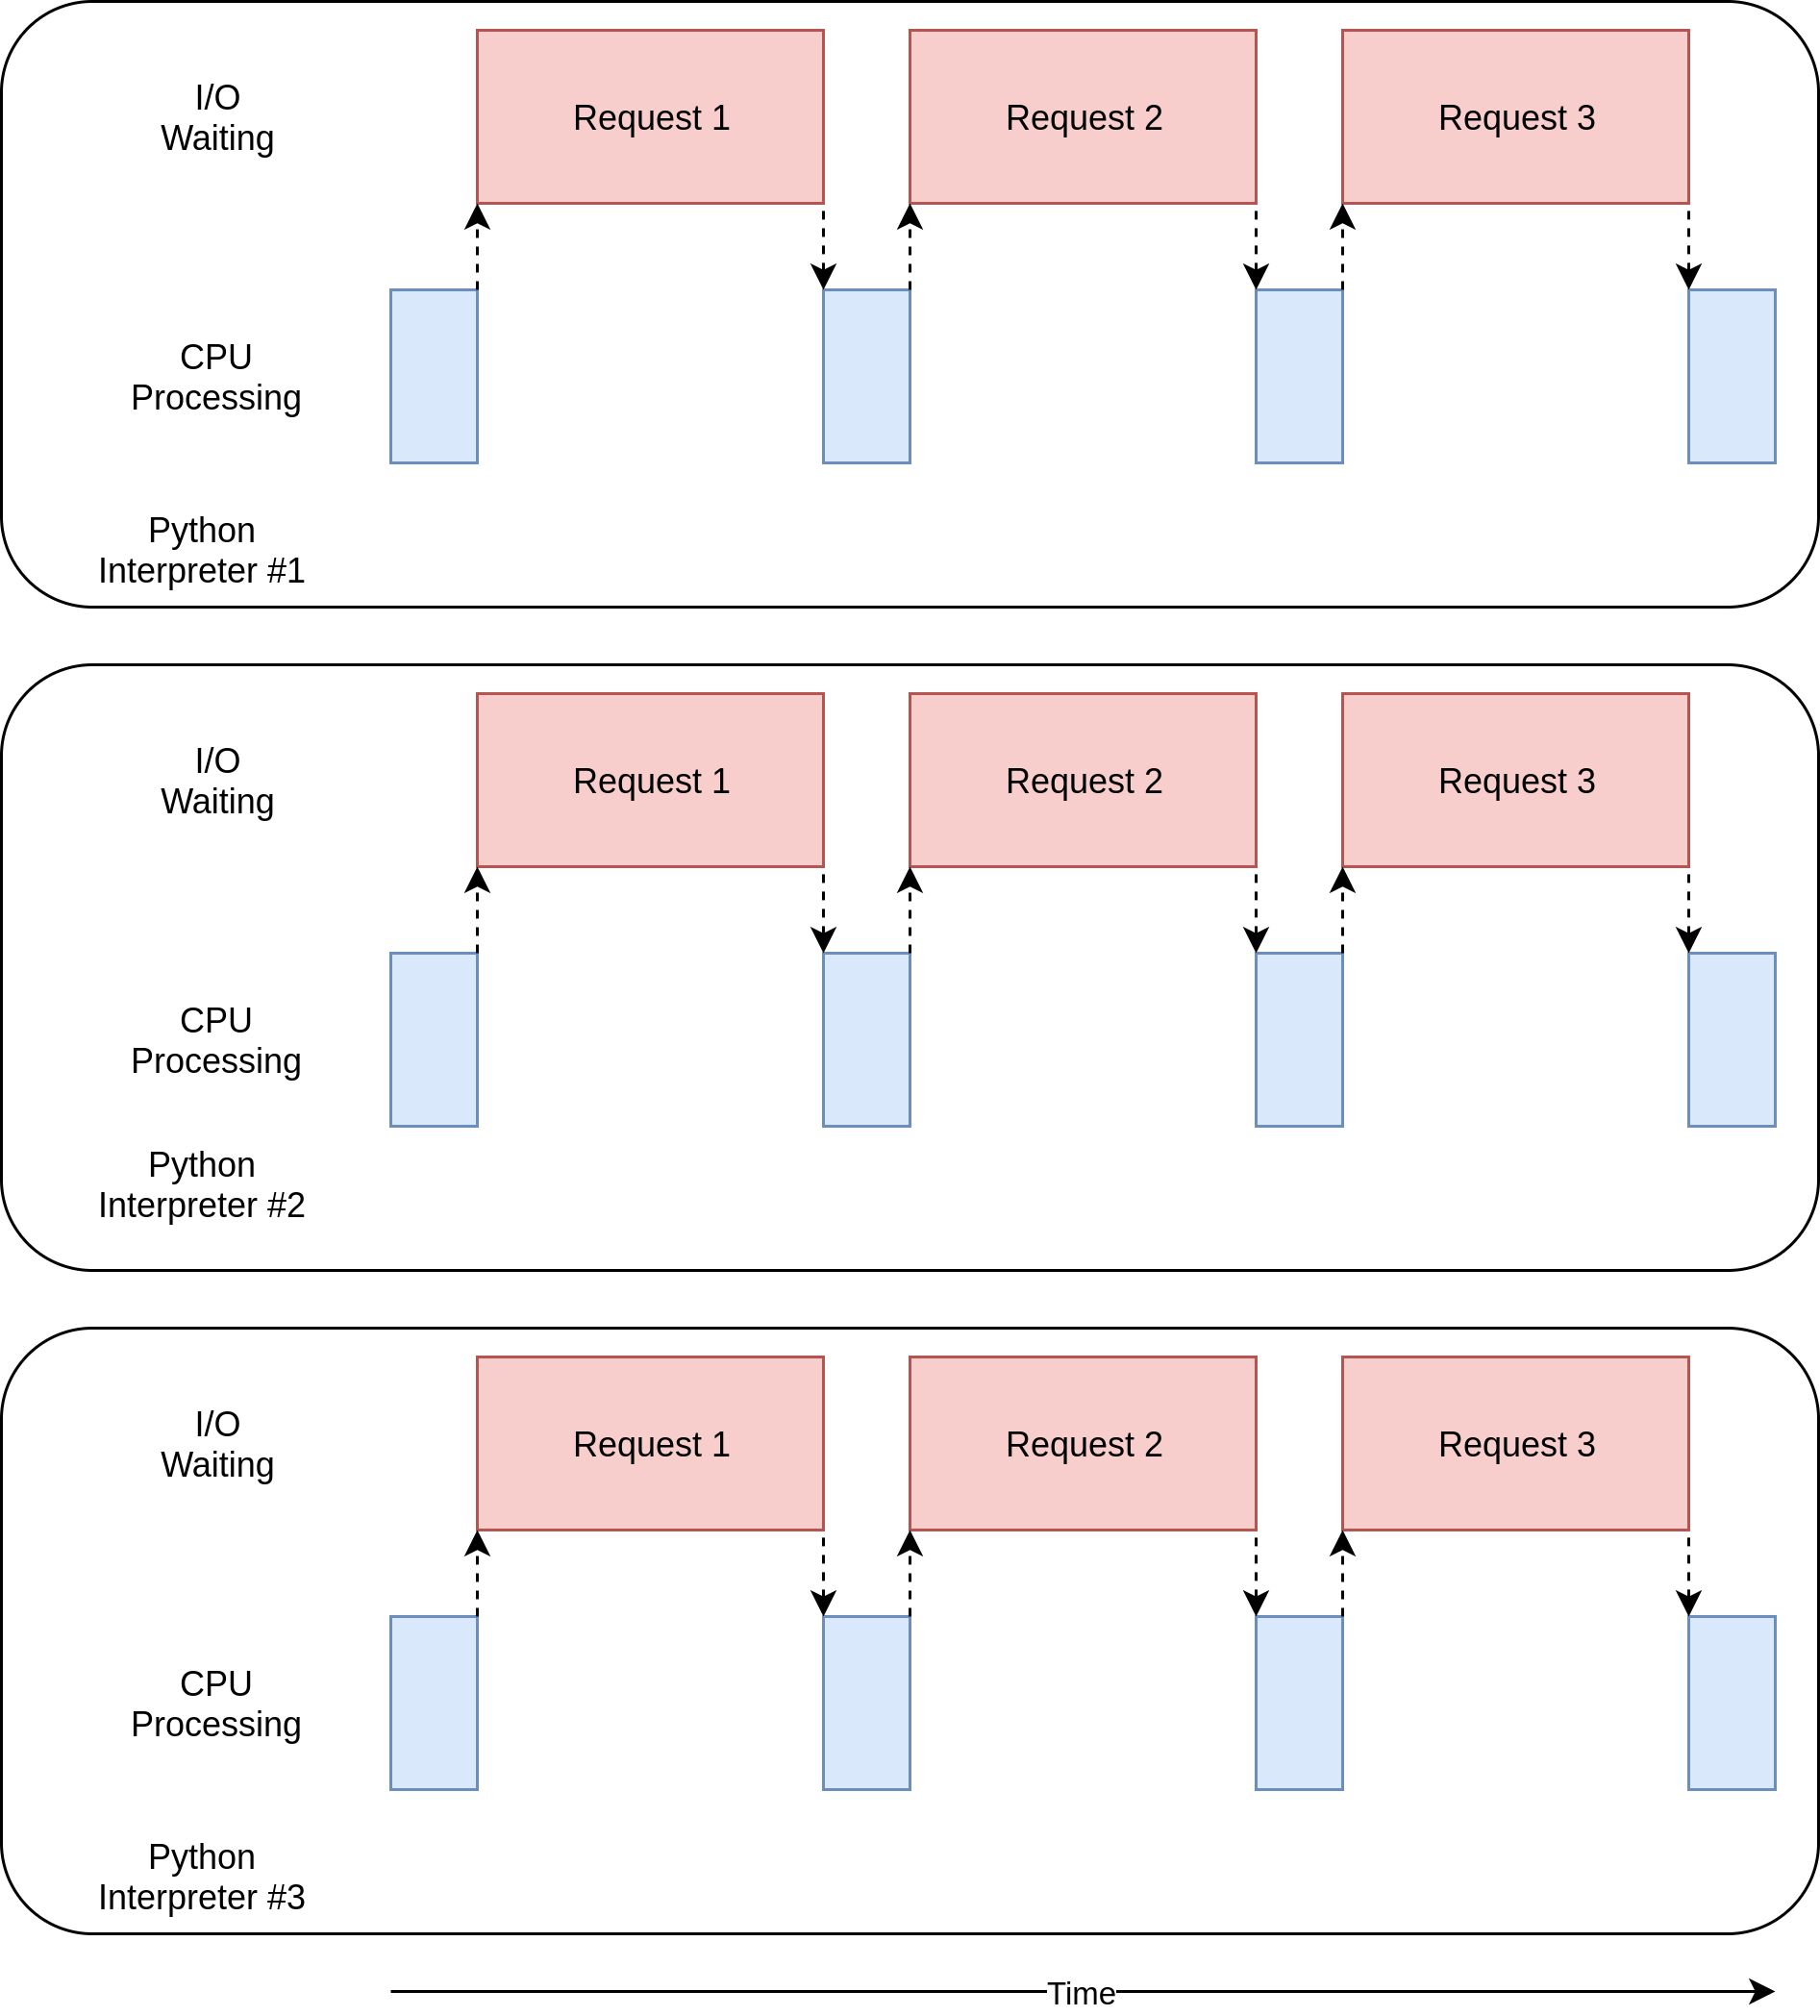 I/O
Waiting
Request 1
Request 2
Request 3
CPU
Processing
Python
Interpreter #1
I/O
Waiting
Request 1
Request 2
Request 3
CPU
Processing
Python
Interpreter #2
I/O
Waiting
Request 1
Request 2
Request 3
CPU
Processing
Python
Interpreter #3
Time